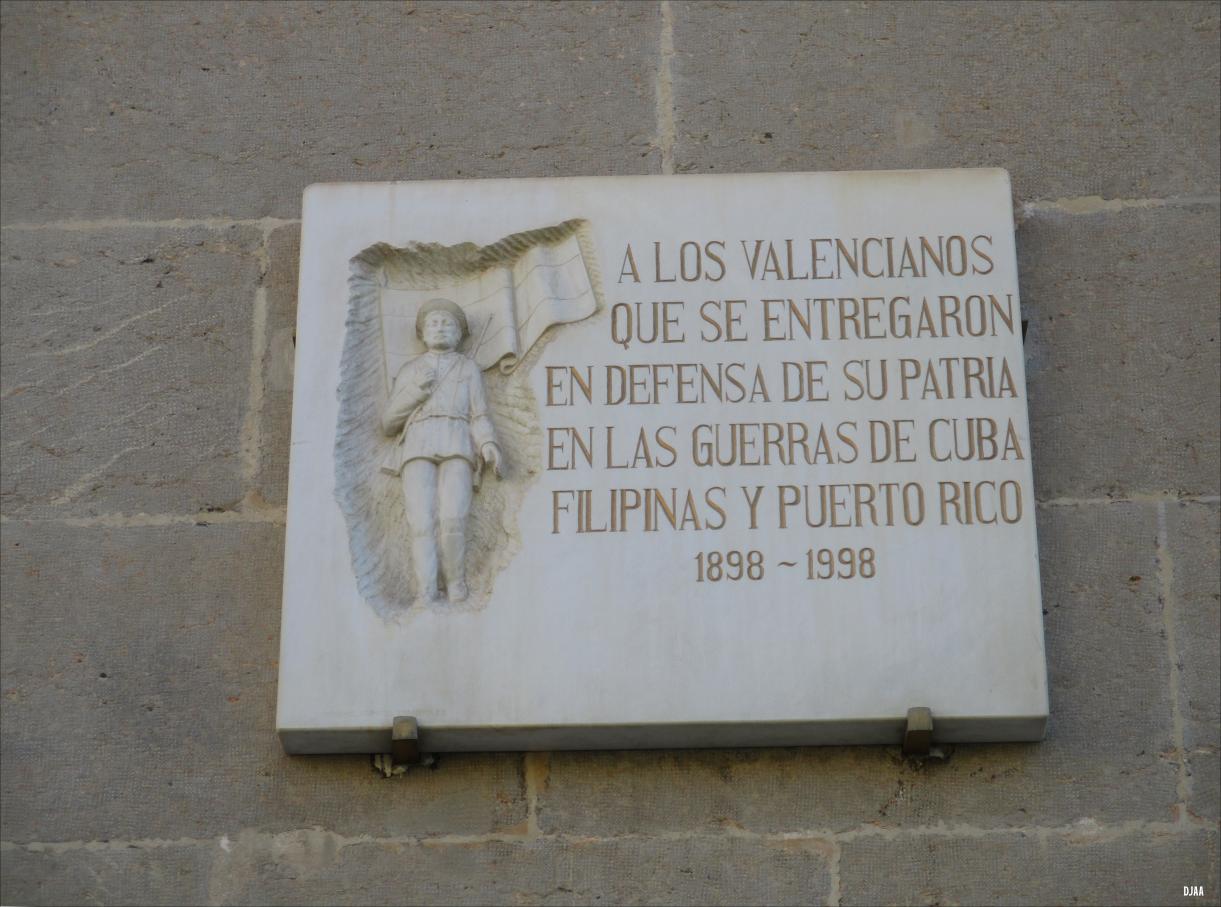 A LOS VALENCIANOS
QUE SE ENTREGARON
EN DEFENSA DE SU PATRIA
EN LAS GUERRAS DE CUBA
FILIPINAS Y PUERTO RICO
1898 ~ 1998
DJAA